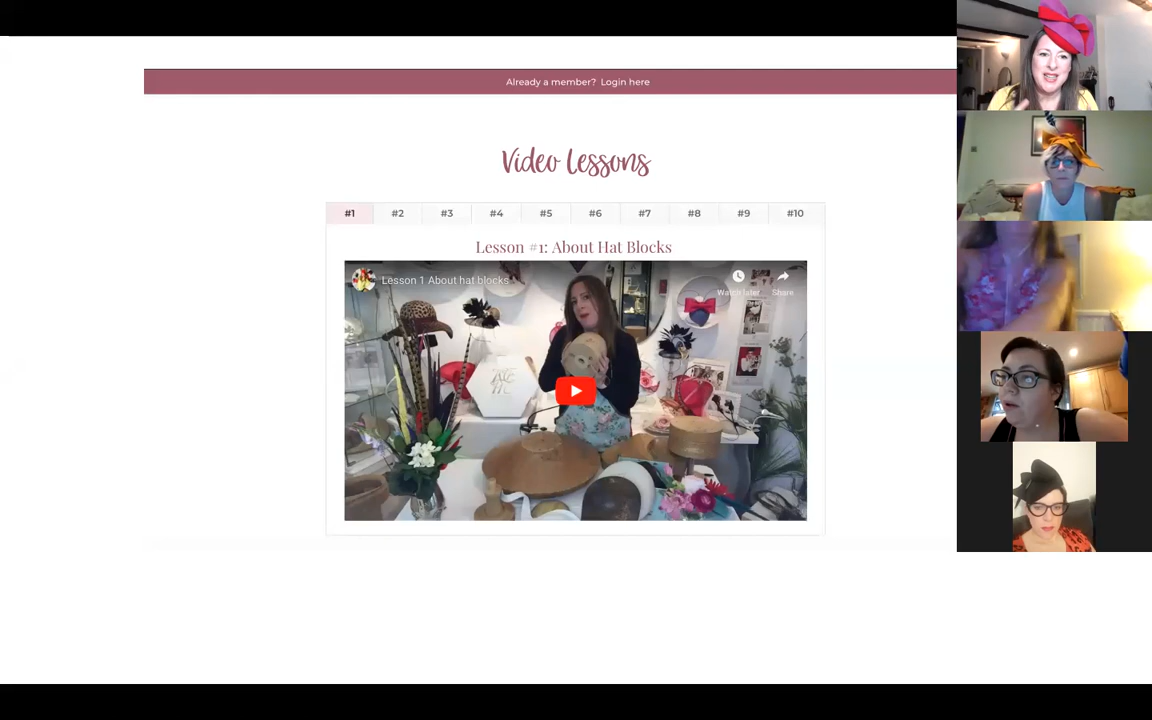 Already a member? Login here
Video Lessons
#1 #2 #3 #4 #5 #6 #7 #8 #9 #10
Lesson #1: About Hat Blocks
Lesson 1 About hat blocks
Watch later Share